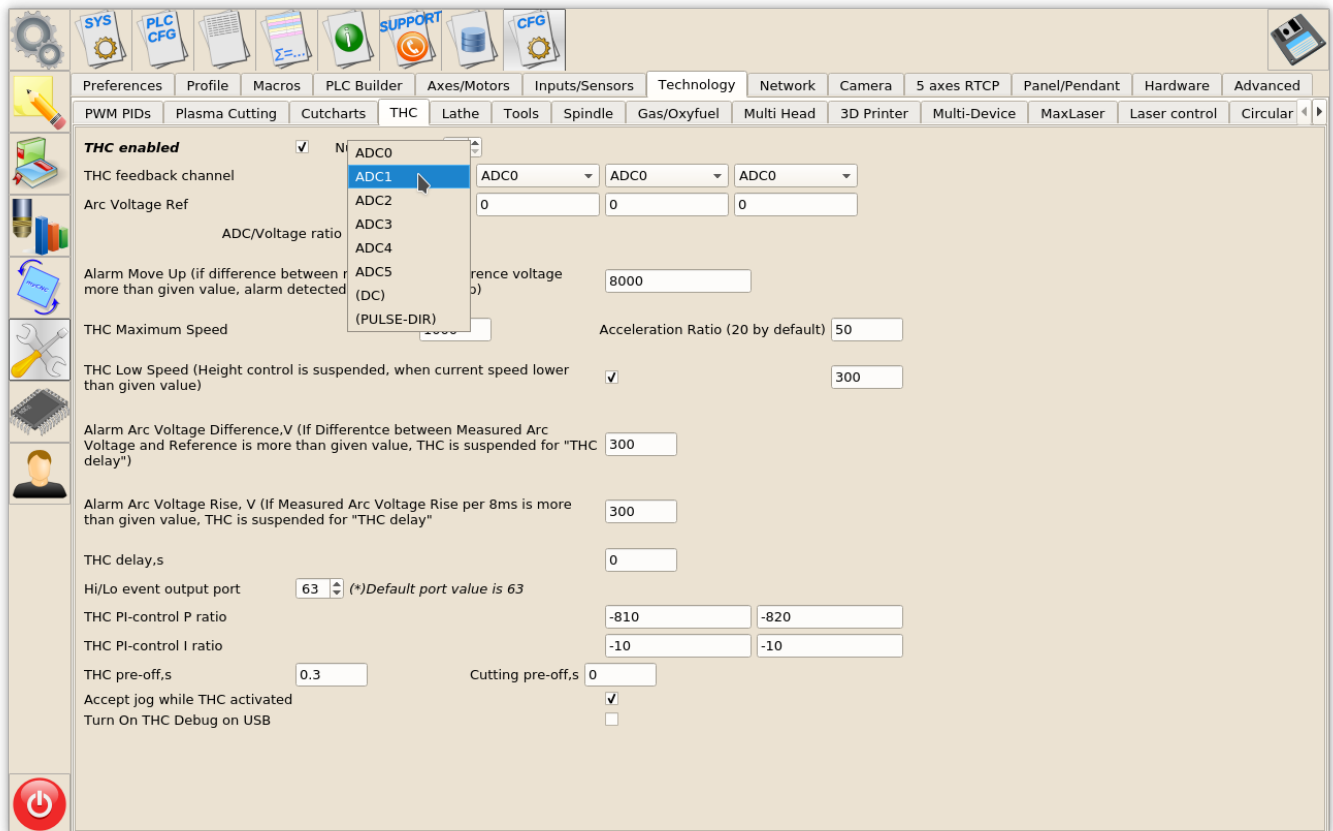 SYS
PLC
CFG
Σ=...
SUPPORT
CFG
Preferences Profile Macros PLC Builder Axes/Motors Inputs/Sensors Technology Network Camera 5 axes RTCP Panel/Pendant Hardware Advanced
PWM PIDs Plasma Cutting Cutcharts THC Lathe Tools Spindle Gas/Oxyfuel Multi Head 3D Printer Multi-Device MaxLaser Laser control Circular
THC enabled
ADC0
THC feedback channel ADC1 ADC0 ADC0 ADC0
ADC2
Arc Voltage Ref 0 0 0
ADC3
ADC/Voltage ratio
ADC4
ADC5
Alarm Move Up (if difference between rence voltage
more than given value, alarm detected 8000
(DC)
(PULSE-DIR)
THC Maximum Speed 1000 Acceleration Ratio (20 by default) 50
THC Low Speed (Height control is suspended, when current speed lower
than given value) 300
Alarm Arc Voltage Difference,V (If Differentce between Measured Arc
Voltage and Reference is more than given value, THC is suspended for "THC 300
delay")
Alarm Arc Voltage Rise, V (If Measured Arc Voltage Rise per 8ms is more
than given value, THC is suspended for "THC delay" 300
THC delay,s 0
Hi/Lo event output port 63 (*)Default port value is 63
THC PI-control P ratio -810 -820
THC PI-control I ratio -10 -10
THC pre-off,s 0.3 Cutting pre-off,s 0
Accept jog while THC activated
Turn On THC Debug on USB
myCNC